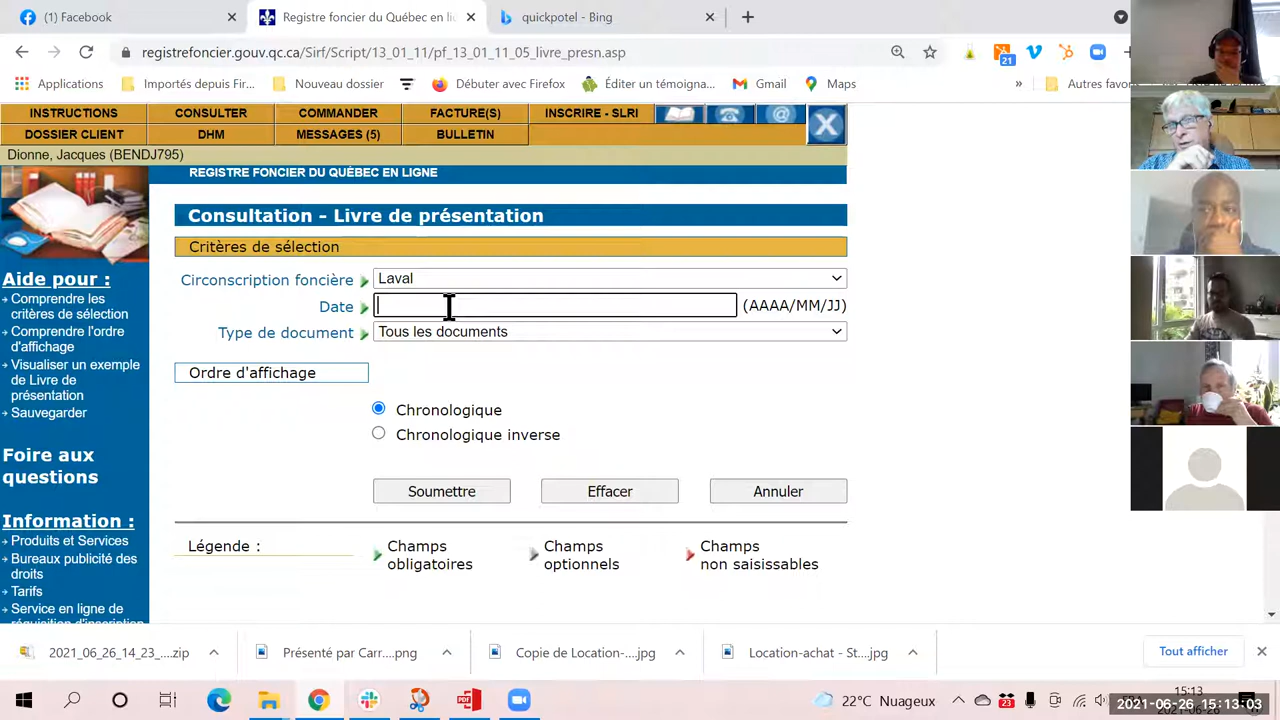 (1) Facebook
Registre foncier du Québec en li
quickpotel - Bing
registrefoncier.gouv.qc.ca/Sirf/Script/13_01_11/pf_13_01_11_05_livre_presn.asp
21
Applications
Importés depuis Fir...
Nouveau dossier
Débuter avec Firefox
Éditer un témoigna...
Gmail
Maps
»
Autres favoris
INSTRUCTIONS
CONSULTER
COMMANDER
FACTURE(S)
INSCRIRE - SLRI
DOSSIER CLIENT
DHM
MESSAGES (5)
BULLETIN
Dionne, Jacques (BENDJ795)
REGISTRE FONCIER DU QUÉBEC EN LIGNE
Consultation - Livre de présentation
Critères de sélection
Circonscription foncière
Laval
Date
(AAAA/MM/JJ)
Type de document
Tous les documents
Ordre d'affichage
Chronologique
Chronologique inverse
Soumettre
Effacer
Annuler
Légende :
Champs
obligatoires
Champs
optionnels
Champs
non saisissables
Aide pour :
Comprendre les
critères de sélection
Comprendre l'ordre
d'affichage
Visualiser un exemple
de Livre de
présentation
Sauvegarder
Foire aux
questions
Information :
Produits et Services
Bureaux publicité des
droits
Tarifs
Service en ligne de
réquisition d'inscription
2021_06_26_14_23_....zip
Présenté par Carr....png
Copie de Location-....jpg
Location-achat - St....jpg
Tout afficher
22°C Nuageux
23
15:13
2021-06-26 15:13:03